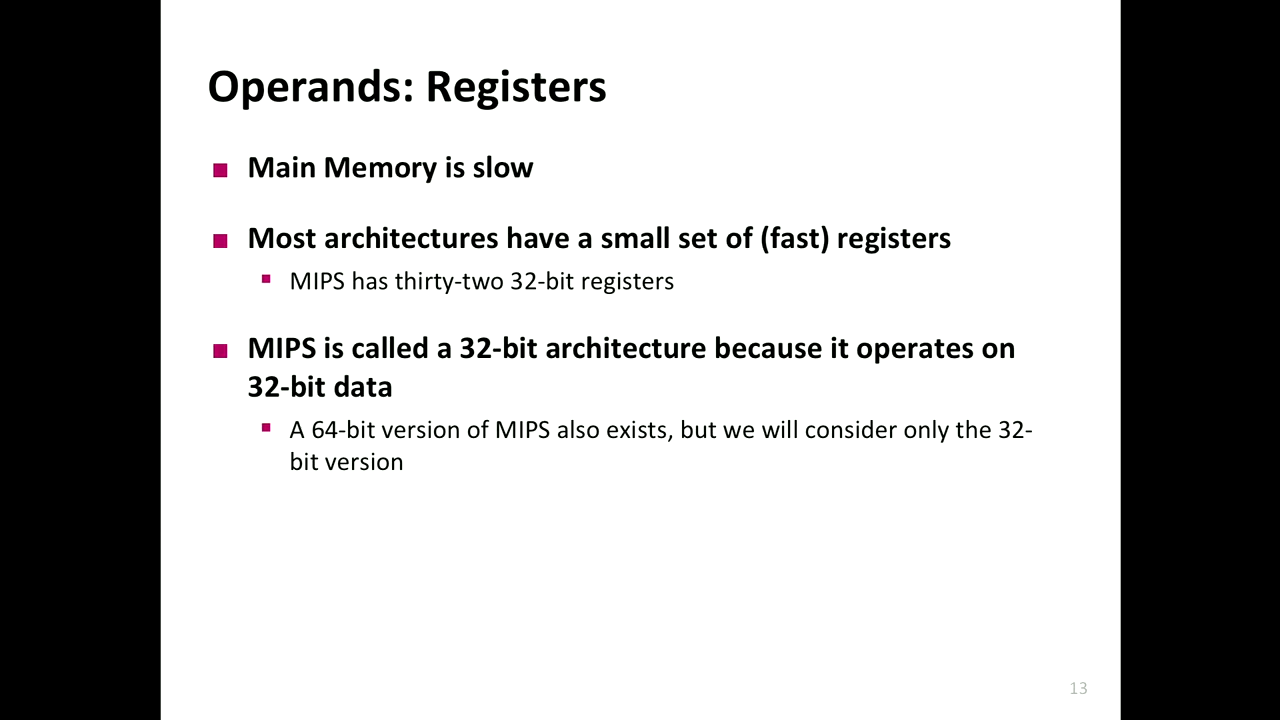 Operands: Registers
Main Memory is slow
Most architectures have a small set of (fast) registers
MIPS has thirty-two 32-bit registers
MIPS is called a 32-bit architecture because it operates on
32-bit data
A 64-bit version of MIPS also exists, but we will consider only the 32-
bit version
13